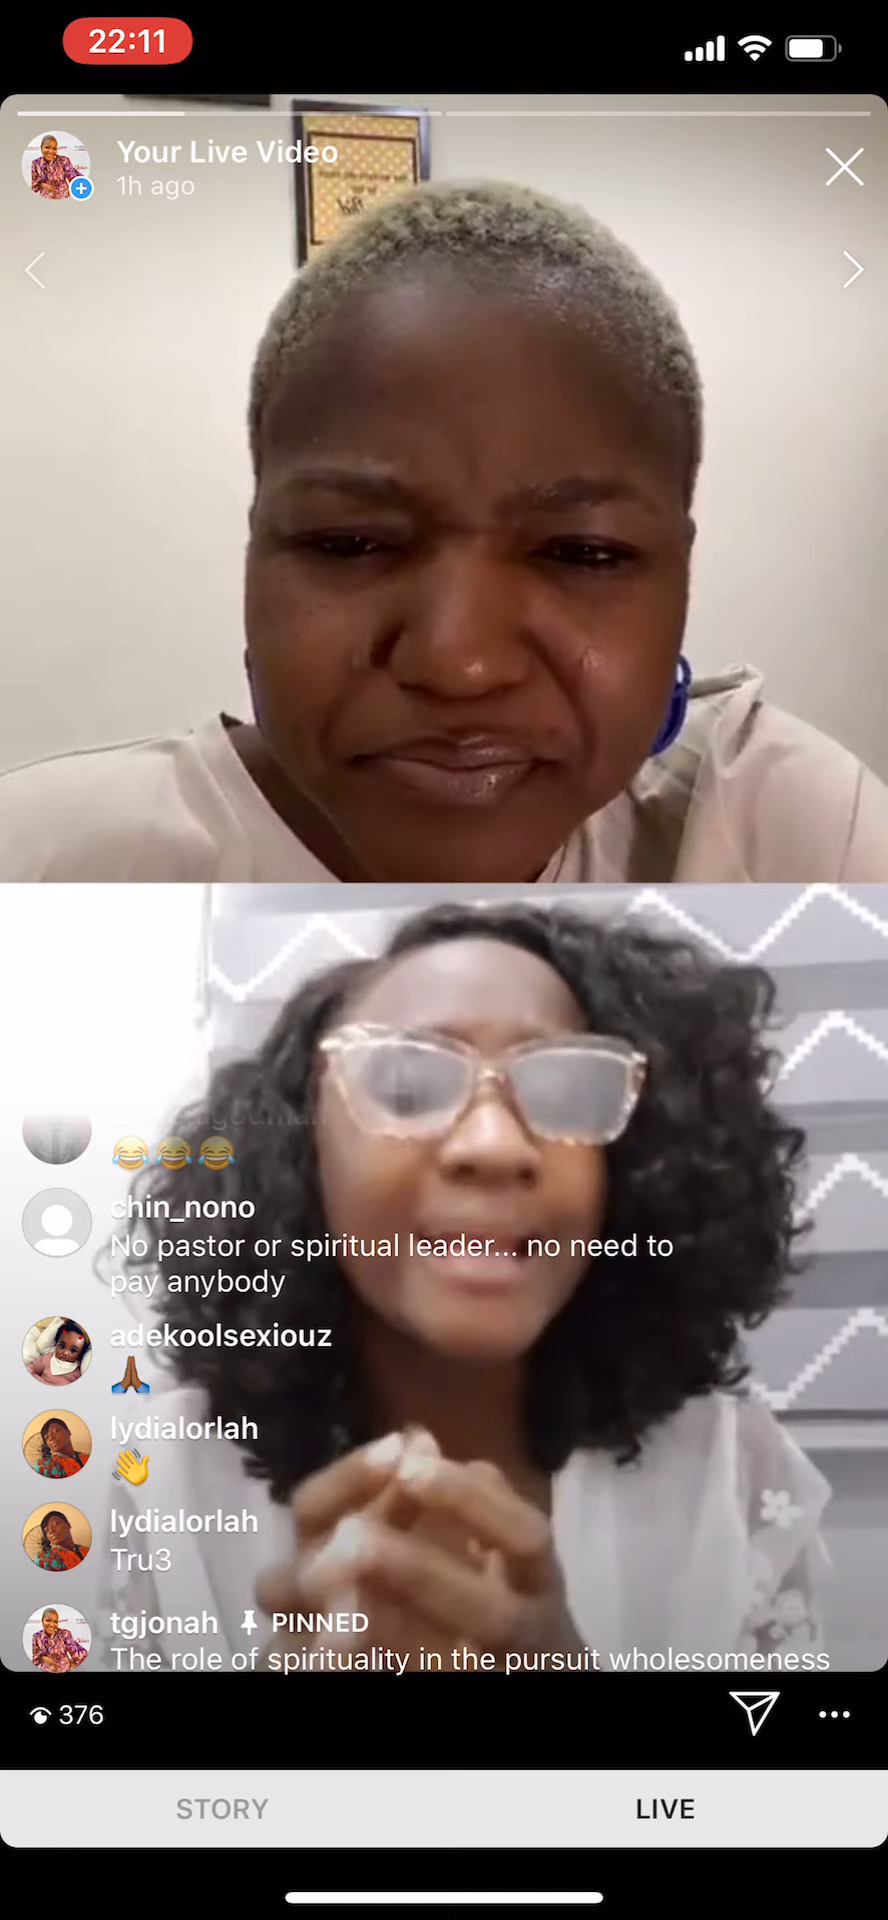 22:11
Your Live Video
1h ago
😂😂😂
chin_nono
No pastor or spiritual leader... no need to
pay anybody
adekoolsexiouz
🙏🏾
lydialorlah
👋
lydialorlah
Tru3
tgjonah PINNED
The role of spirituality in the pursuit wholesomeness
376
STORY
LIVE